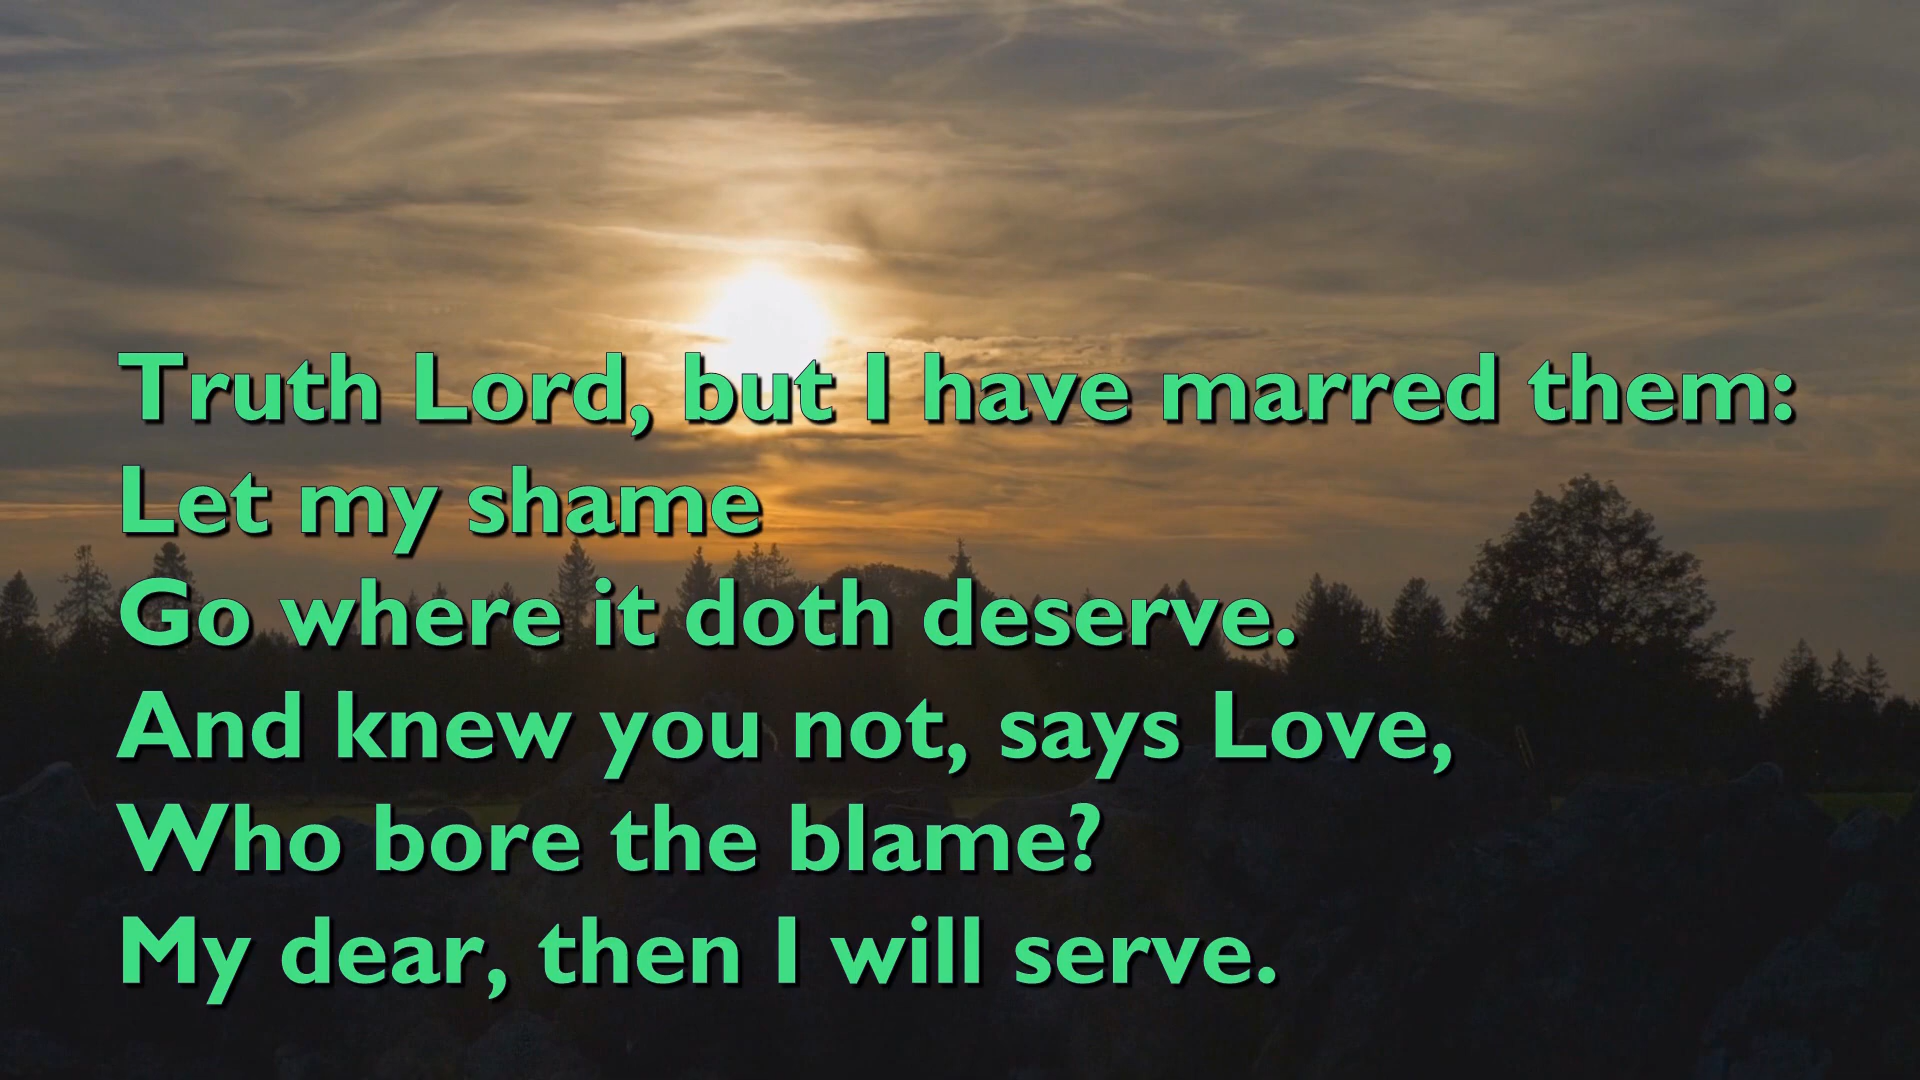 Truth Lord, but I have marred them:
Let my shame
Go where it doth deserve.
And knew you not, says Love,
Who bore the blame?
My dear, then I will serve.